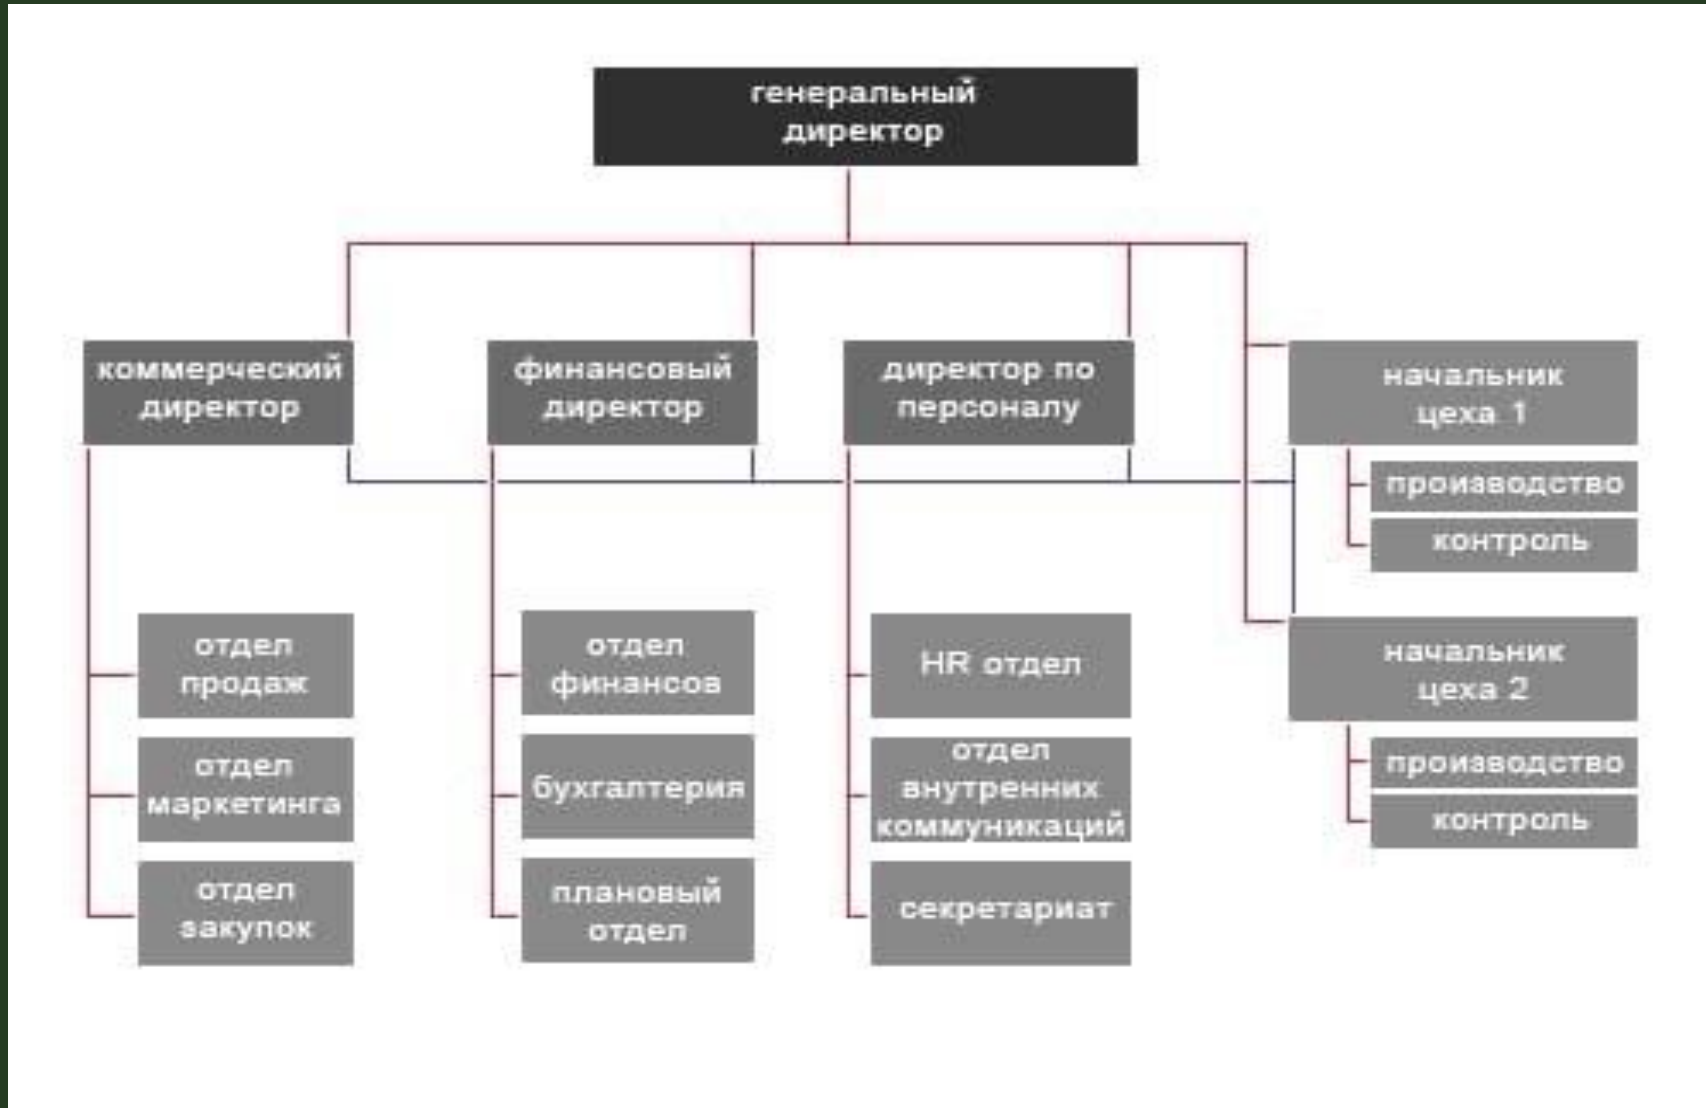 генеральный
директор
коммерческий
директор
финансовый
директор
директор по
персоналу
начальник
цеха 1
производство
контроль
отдел
продаж
отдел
финансов
HR отдел
начальник
цеха 2
отдел
маркетинга
бухгалтерия
отдел
внутренних
коммуникаций
производство
контроль
отдел
закупок
плановый
отдел
секретариат